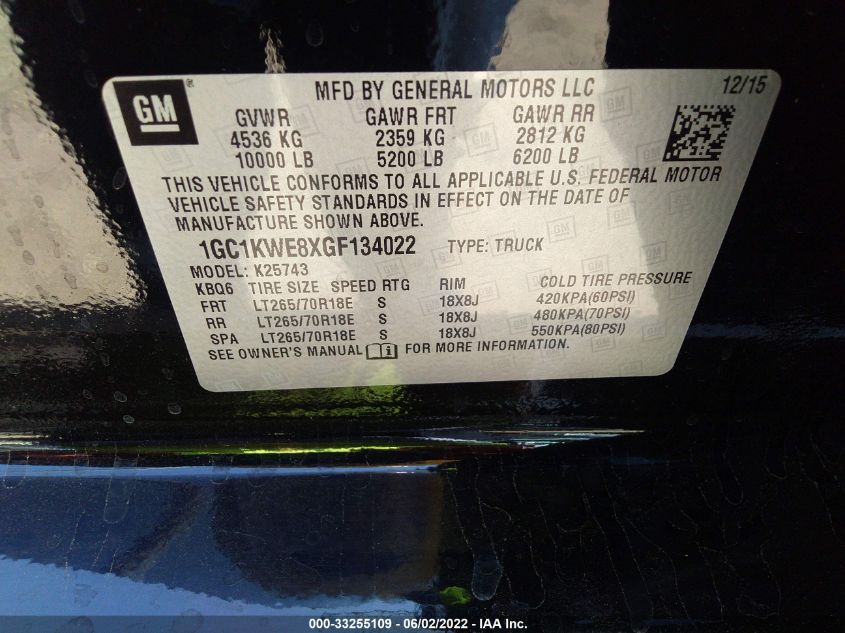 GM
MFD BY GENERAL MOTORS LLC 12/15
GVWR GAWR FRT GAWR RR
4536 KG 2359 KG 2812 KG
10000 LB 5200 LB 6200 LB
THIS VEHICLE CONFORMS TO ALL APPLICABLE U.S. FEDERAL MOTOR
VEHICLE SAFETY STANDARDS IN EFFECT ON THE DATE OF
MANUFACTURE SHOWN ABOVE.
1GC1KWE8XGF134022 TYPE: TRUCK
MODEL: K25743
KBQ6 TIRE SIZE SPEED RTG RIM COLD TIRE PRESSURE
FRT LT265/70R18E S 18X8J 420KPA(60PSI)
RR LT265/70R18E S 18X8J 480KPA(70PSI)
SPA LT265/70R18E S 18X8J 550KPA(80PSI)
SEE OWNER'S MANUAL FOR MORE INFORMATION.
000-33255109 - 06/02/2022 - IAA Inc.